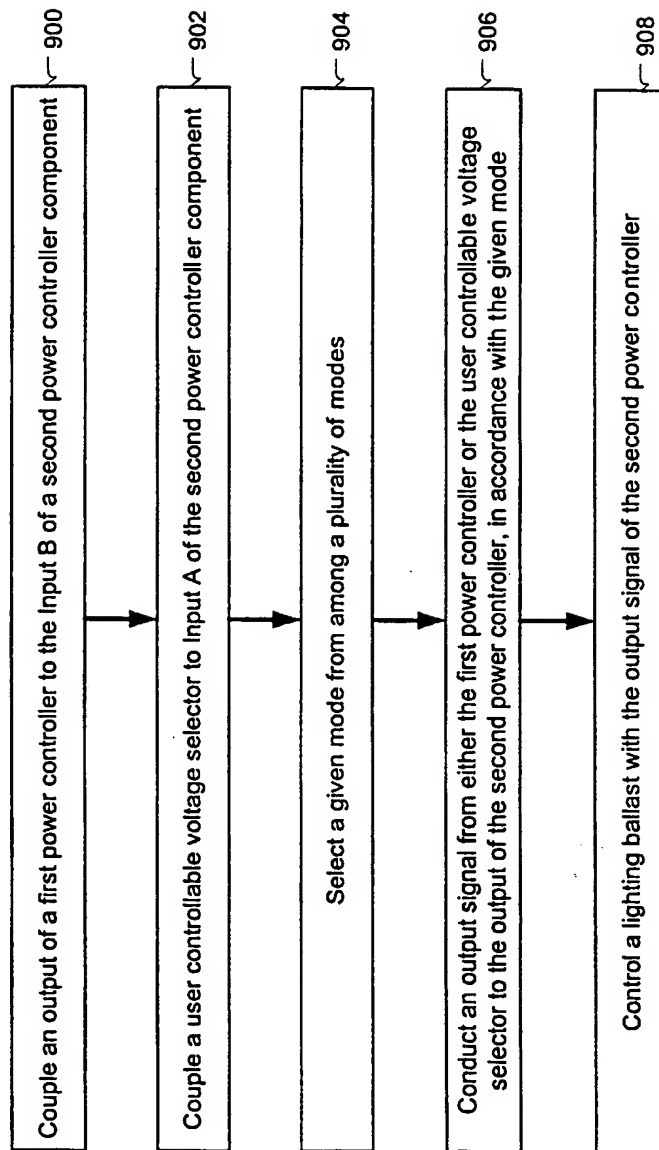 Couple an output of a first power controller to the Input B of a second power controller component
900
Couple a user controllable voltage selector to Input A of the second power controller component
902
Select a given mode from among a plurality of modes
904
Conduct an output signal from either the first power controller or the user controllable voltage
selector to the output of the second power controller, in accordance with the given mode
906
Control a lighting ballast with the output signal of the second power controller
908